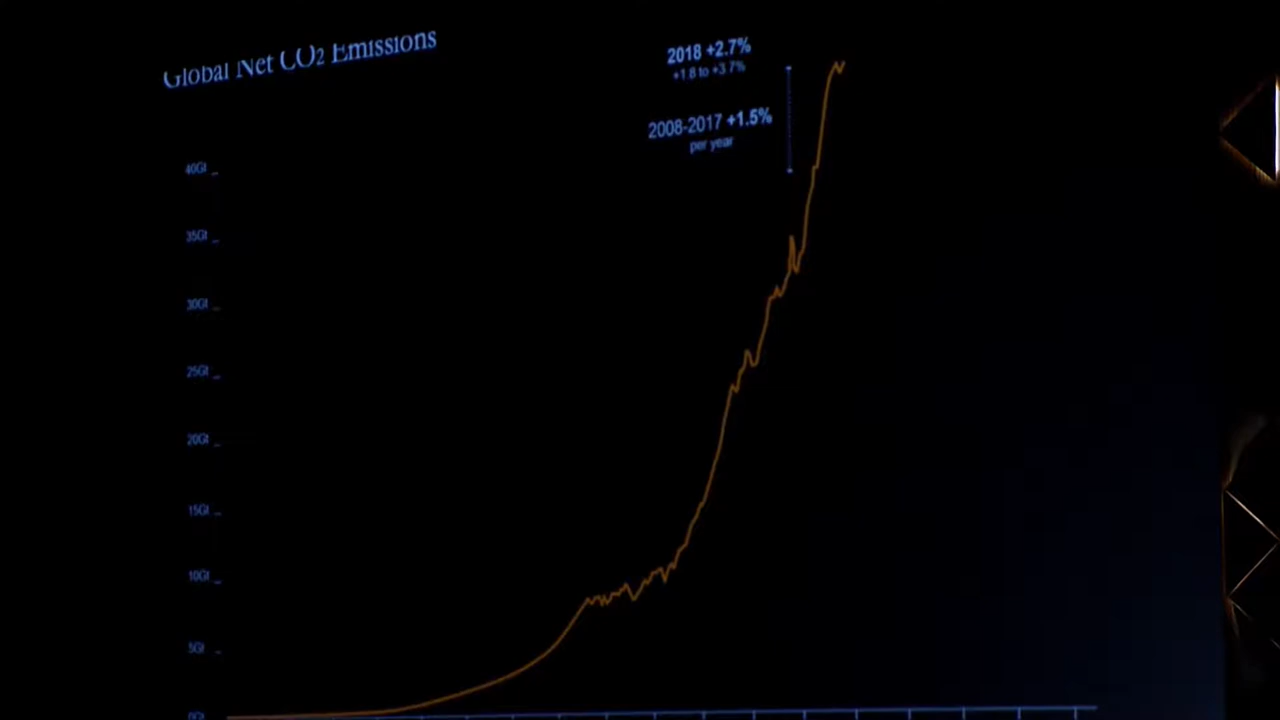 Global Net CO₂ Emissions
2018 +2.7%
+1.8 to +3.7%
2008-2017 +1.5%
per year
40Gt
35Gt
30Gt
25Gt
20Gt
15Gt
10Gt
5Gt
0Gt